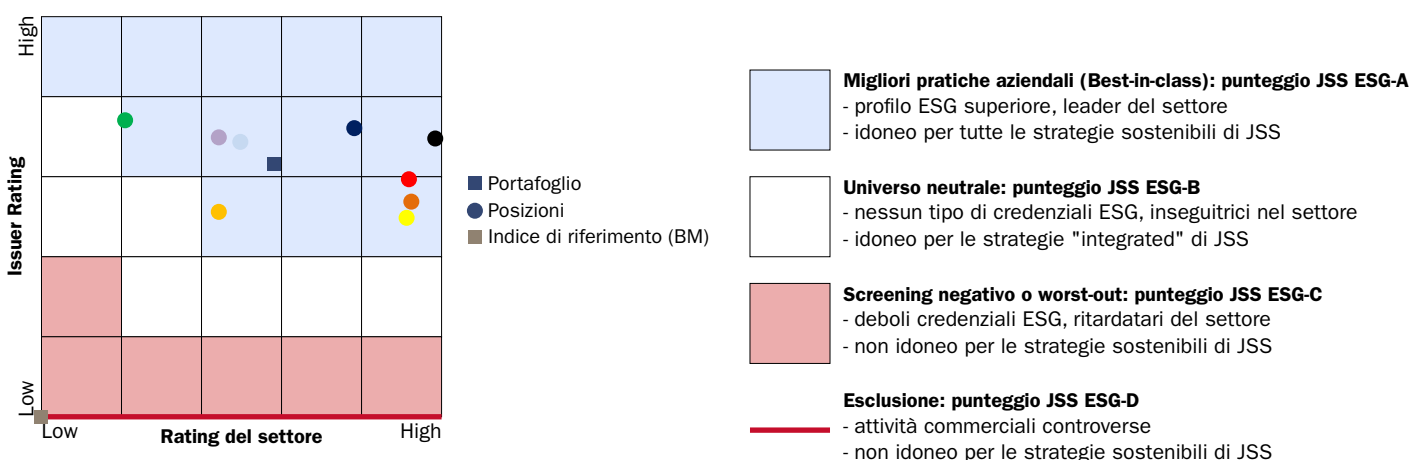 High
Issuer Rating
Low
Low
Rating del settore
High
Portafoglio
Posizioni
Indice di riferimento (BM)
Migliori pratiche aziendali (Best-in-class): punteggio JSS ESG-A
- profilo ESG superiore, leader del settore
- idoneo per tutte le strategie sostenibili di JSS
Universo neutrale: punteggio JSS ESG-B
- nessun tipo di credenziali ESG, inseguitrici nel settore
- idoneo per le strategie "integrated" di JSS
Screening negativo o worst-out: punteggio JSS ESG-C
- deboli credenziali ESG, ritardatari del settore
- non idoneo per le strategie sostenibili di JSS
Esclusione: punteggio JSS ESG-D
- attività commerciali controverse
- non idoneo per le strategie sostenibili di JSS